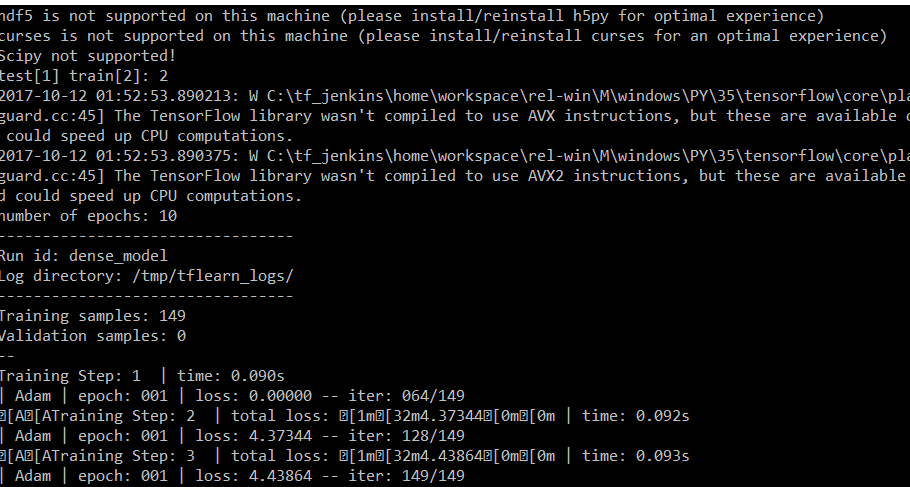 hdf5 is not supported on this machine (please install/reinstall h5py for optimal experience)
curses is not supported on this machine (please install/reinstall curses for an optimal experience)
Scipy not supported!
test[1] train[2]: 2
2017-10-12 01:52:53.890213: W C:\tf_jenkins\home\workspace\rel-win\M\windows\PY\35\tensorflow\core\pla
guard.cc:45] The TensorFlow library wasn't compiled to use AVX instructions, but these are available o
could speed up CPU computations.
2017-10-12 01:52:53.890375: W C:\tf_jenkins\home\workspace\rel-win\M\windows\PY\35\tensorflow\core\pla
guard.cc:45] The TensorFlow library wasn't compiled to use AVX2 instructions, but these are available
d could speed up CPU computations.
number of epochs: 10
---------------------------------
Run id: dense_model
Log directory: /tmp/tflearn_logs/
---------------------------------
Training samples: 149
Validation samples: 0
--
Training Step: 1  | time: 0.090s
| Adam | epoch: 001 | loss: 0.00000 -- iter: 064/149
�[A�[ATraining Step: 2  | total loss: �[1m�[32m4.37344�[0m�[0m | time: 0.092s
| Adam | epoch: 001 | loss: 4.37344 -- iter: 128/149
�[A�[ATraining Step: 3  | total loss: �[1m�[32m4.43864�[0m�[0m | time: 0.093s
| Adam | epoch: 001 | loss: 4.43864 -- iter: 149/149